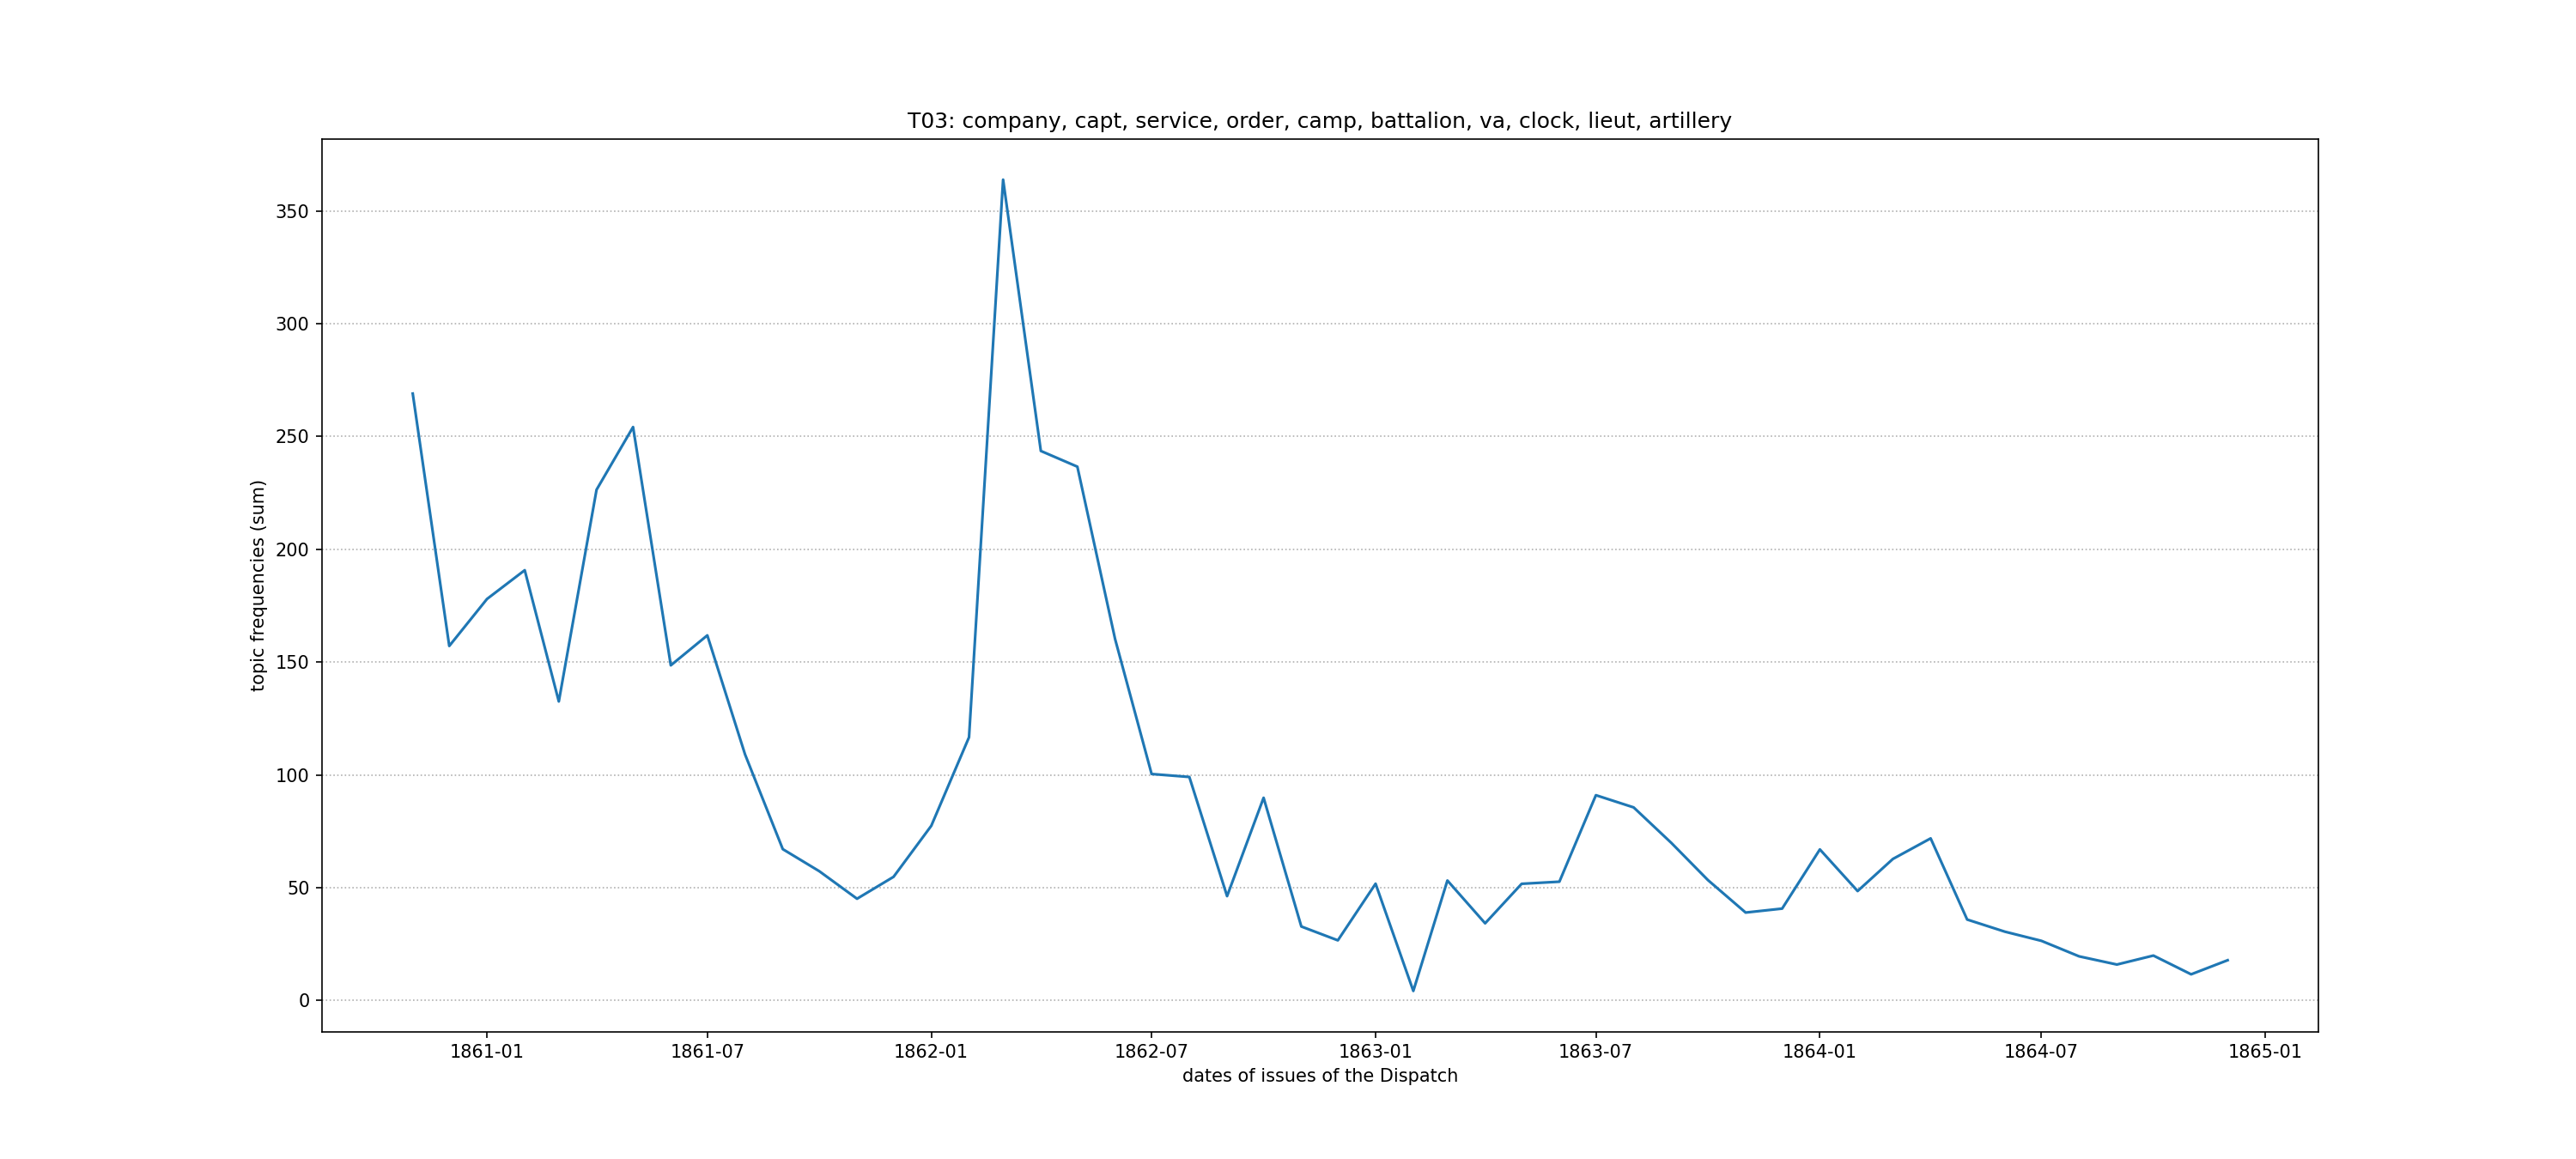 T03: company, capt, service, order, camp, battalion, va, clock, lieut, artillery
topic frequencies (sum)
350
300
250
200
150
100
50
0
1861-01 1861-07 1862-01 1862-07 1863-01 1863-07 1864-01 1864-07 1865-01
dates of issues of the Dispatch